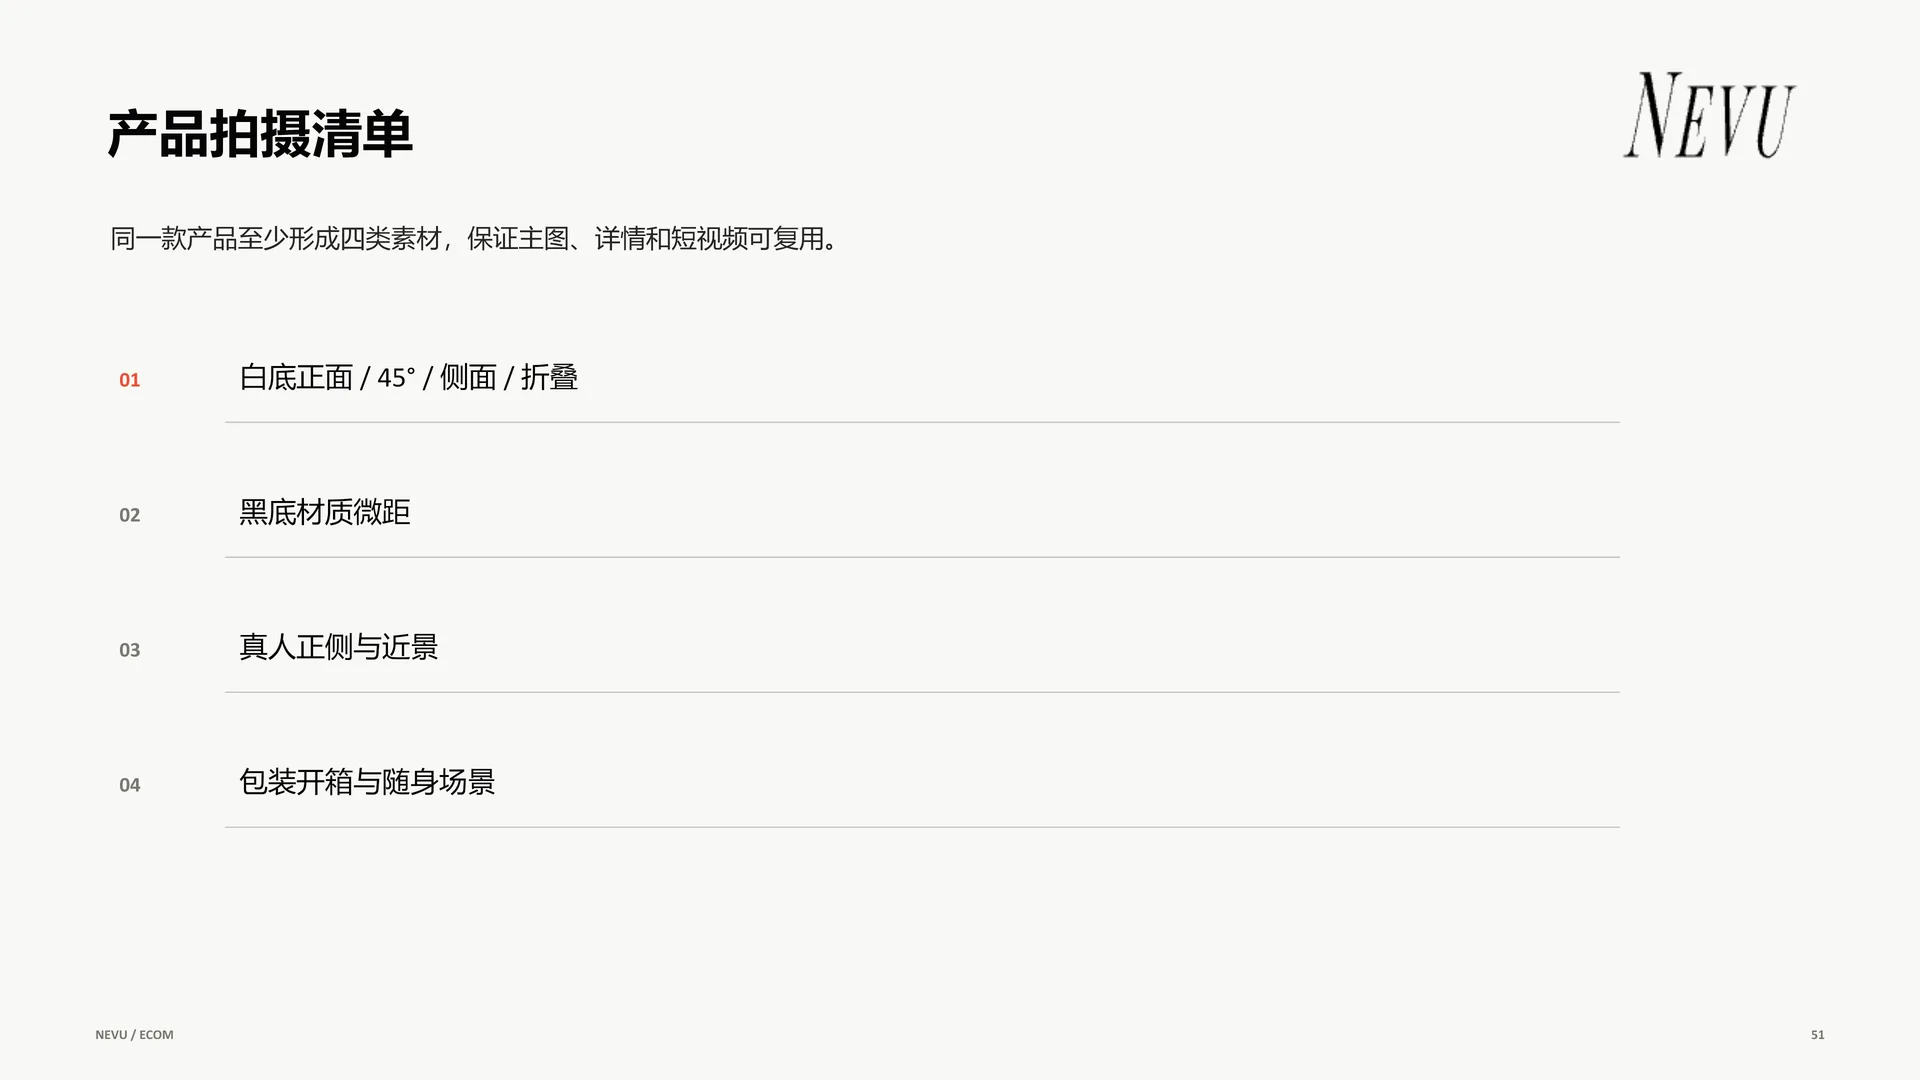 产品拍摄清单
NEVU
同一款产品至少形成四类素材，保证主图、详情和短视频可复用。
01 白底正面 / 45° / 侧面 / 折叠
02 黑底材质微距
03 真人正侧与近景
04 包装开箱与随身场景
NEVU / ECOM
51